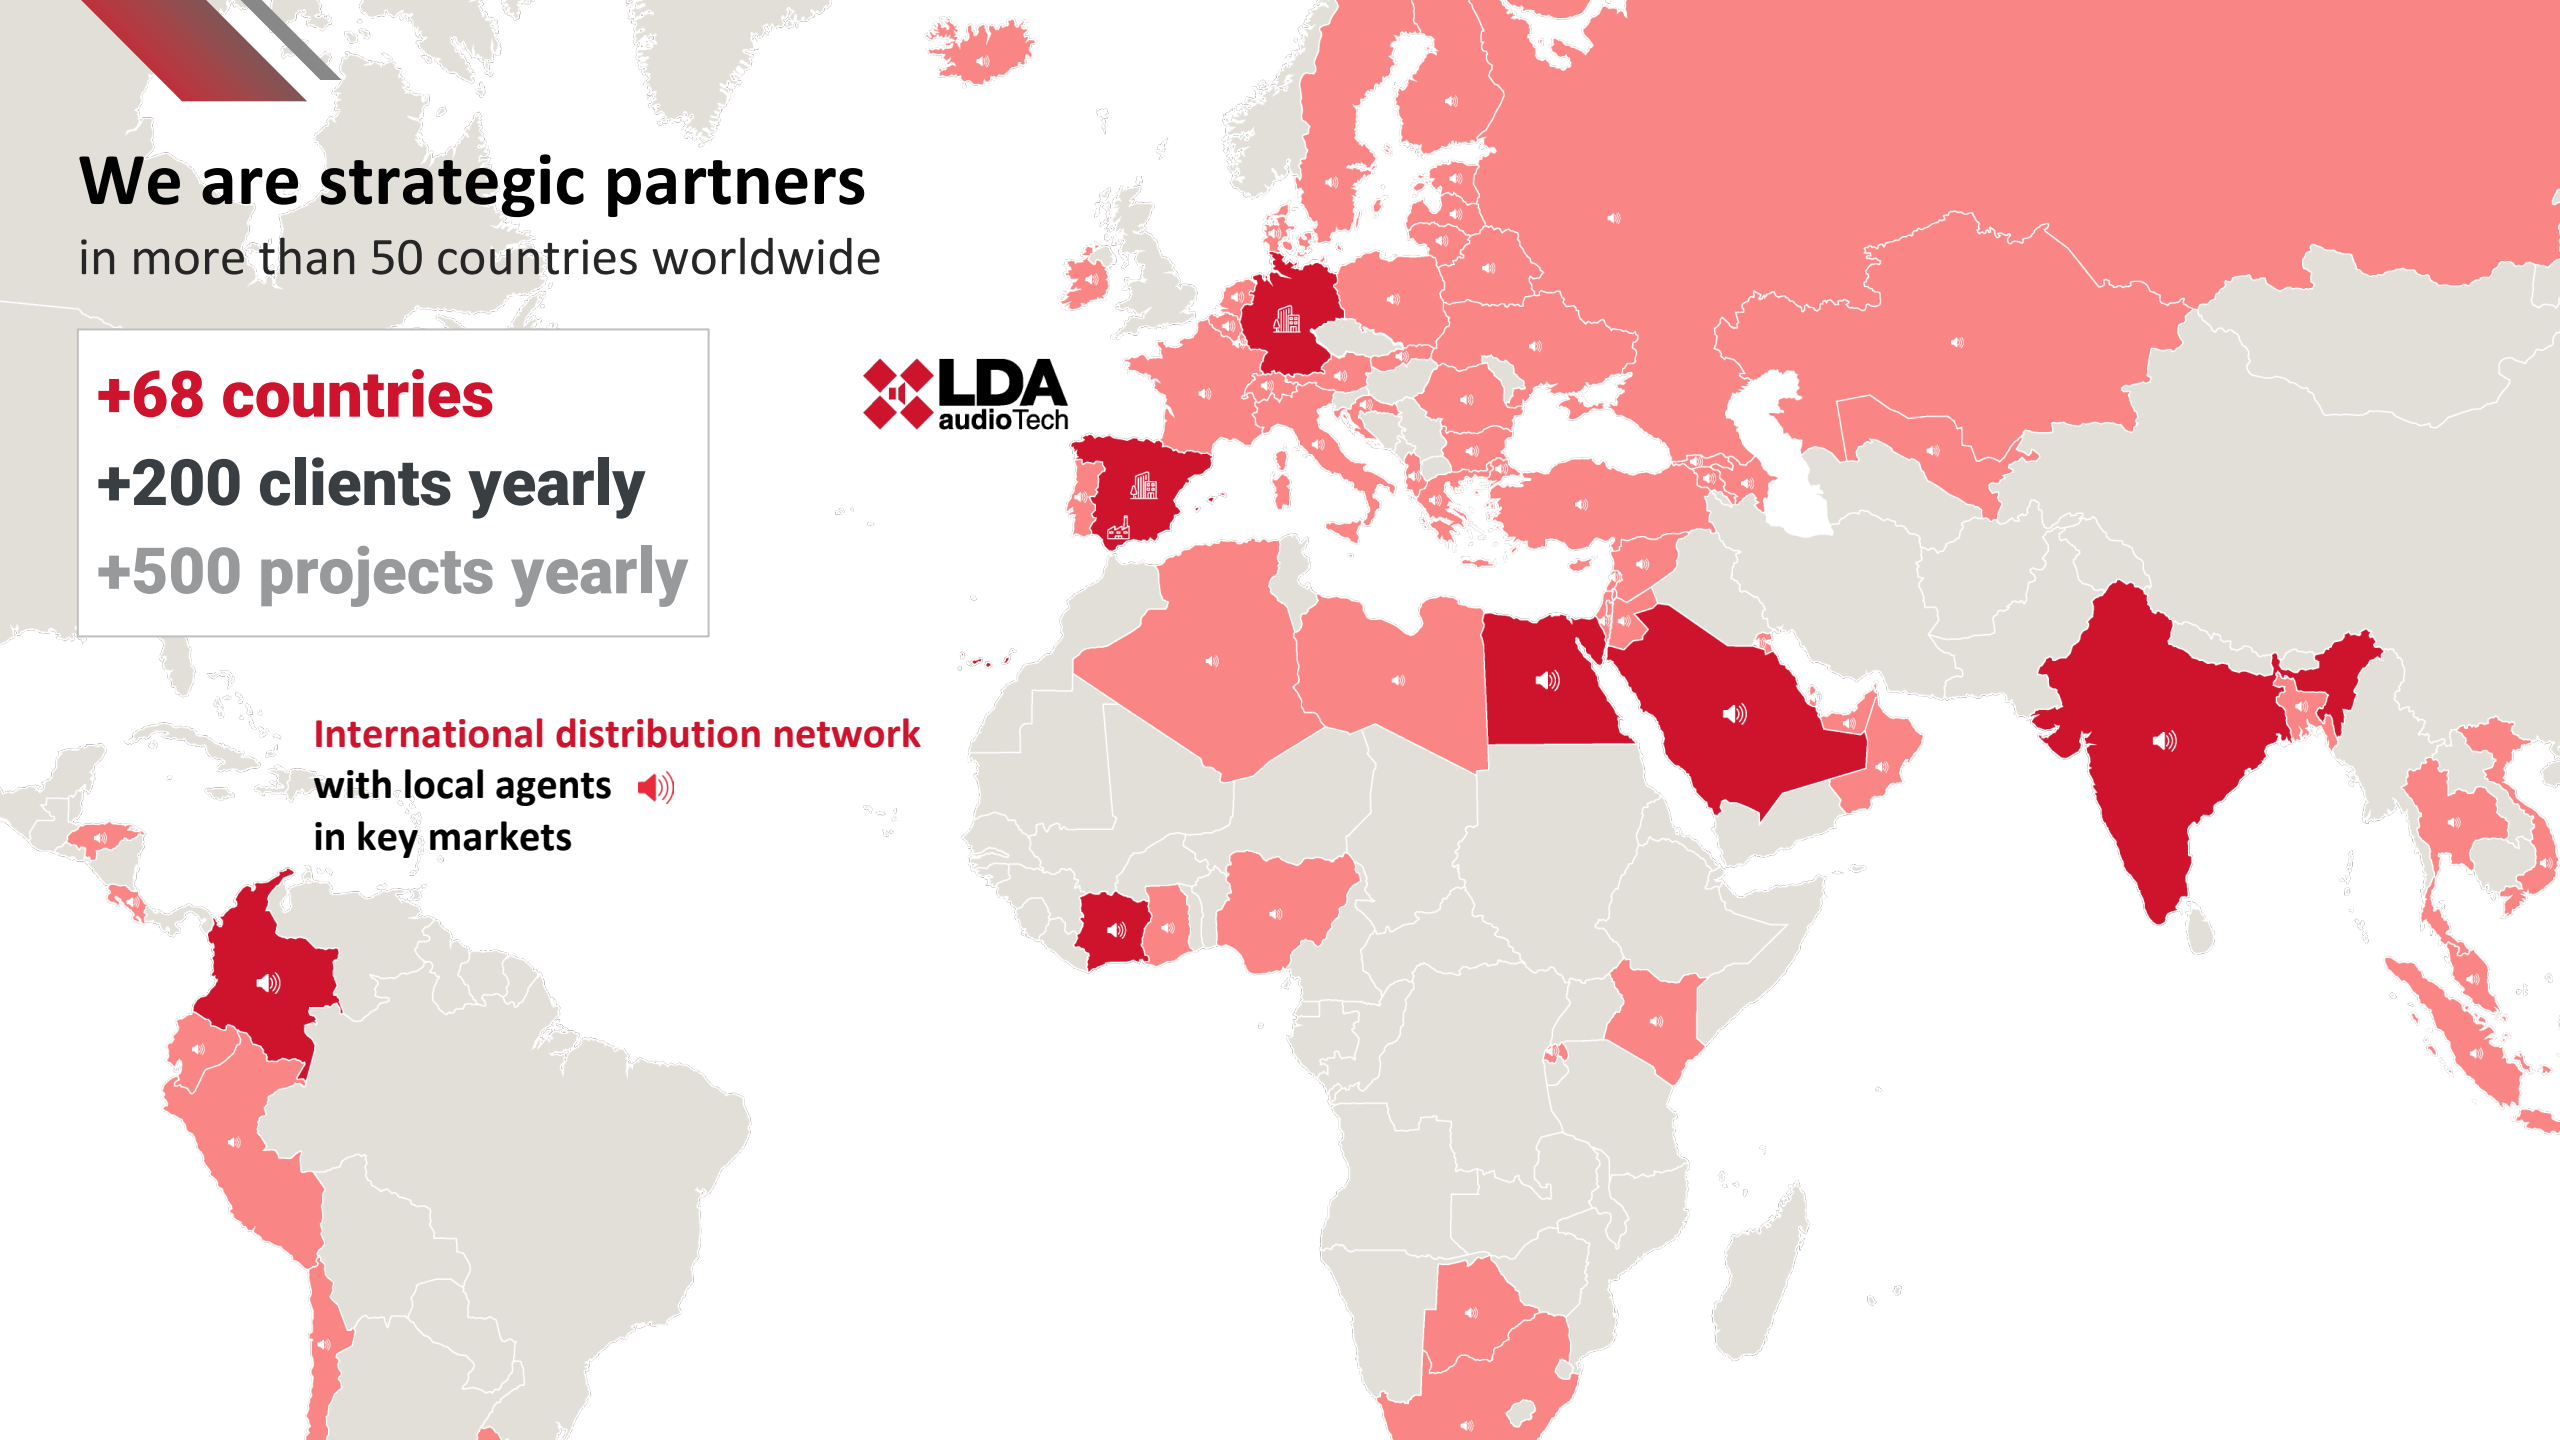 We are strategic partners
in more than 50 countries worldwide
+68 countries
+200 clients yearly
+500 projects yearly
LDA
audioTech
International distribution network
with local agents
in key markets